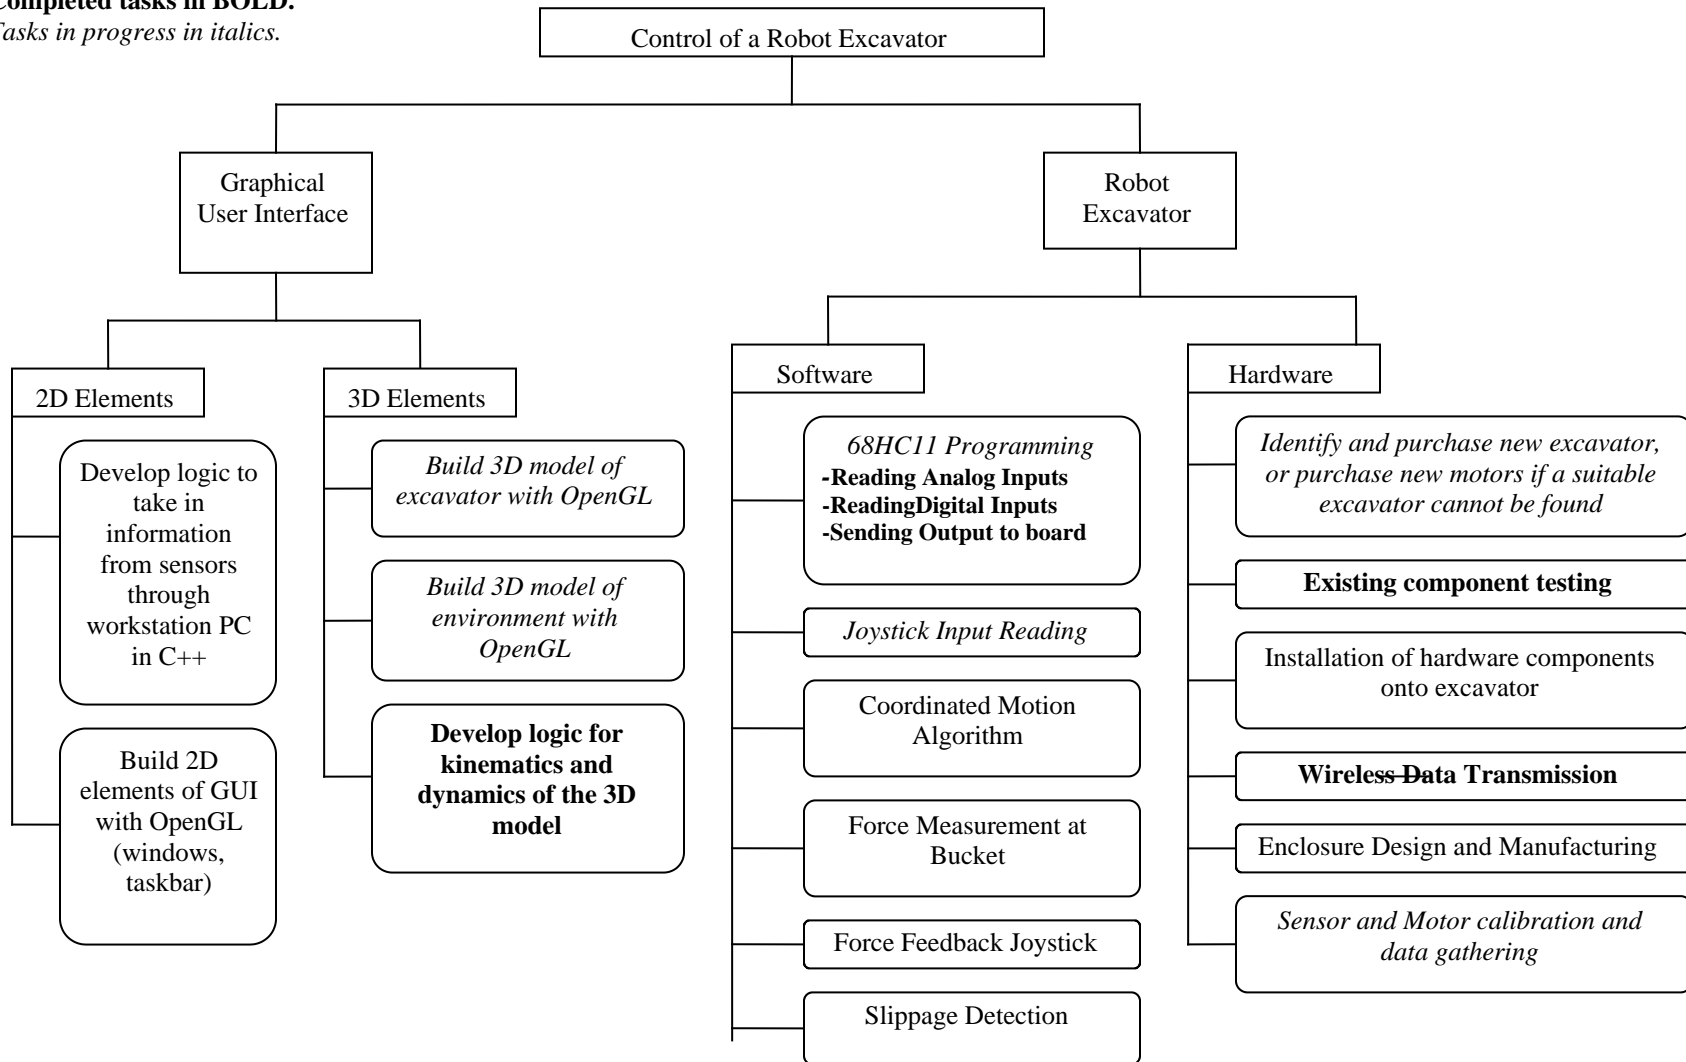 Completed tasks in BOLD.
Tasks in progress in italics.
Control of a Robot Excavator
Graphical
User Interface
Robot
Excavator
2D Elements
3D Elements
Software
Hardware
Develop logic to
take in
information
from sensors
through
workstation PC
in C++
Build 2D
elements of GUI
with OpenGL
(windows,
taskbar)
Build 3D model of
excavator with OpenGL
Build 3D model of
environment with
OpenGL
Develop logic for
kinematics and
dynamics of the 3D
model
68HC11 Programming
-Reading Analog Inputs
-ReadingDigital Inputs
-Sending Output to board
Joystick Input Reading
Coordinated Motion
Algorithm
Force Measurement at
Bucket
Force Feedback Joystick
Slippage Detection
Identify and purchase new excavator,
or purchase new motors if a suitable
excavator cannot be found
Existing component testing
Installation of hardware components
onto excavator
Wireless Data Transmission
Enclosure Design and Manufacturing
Sensor and Motor calibration and
data gathering